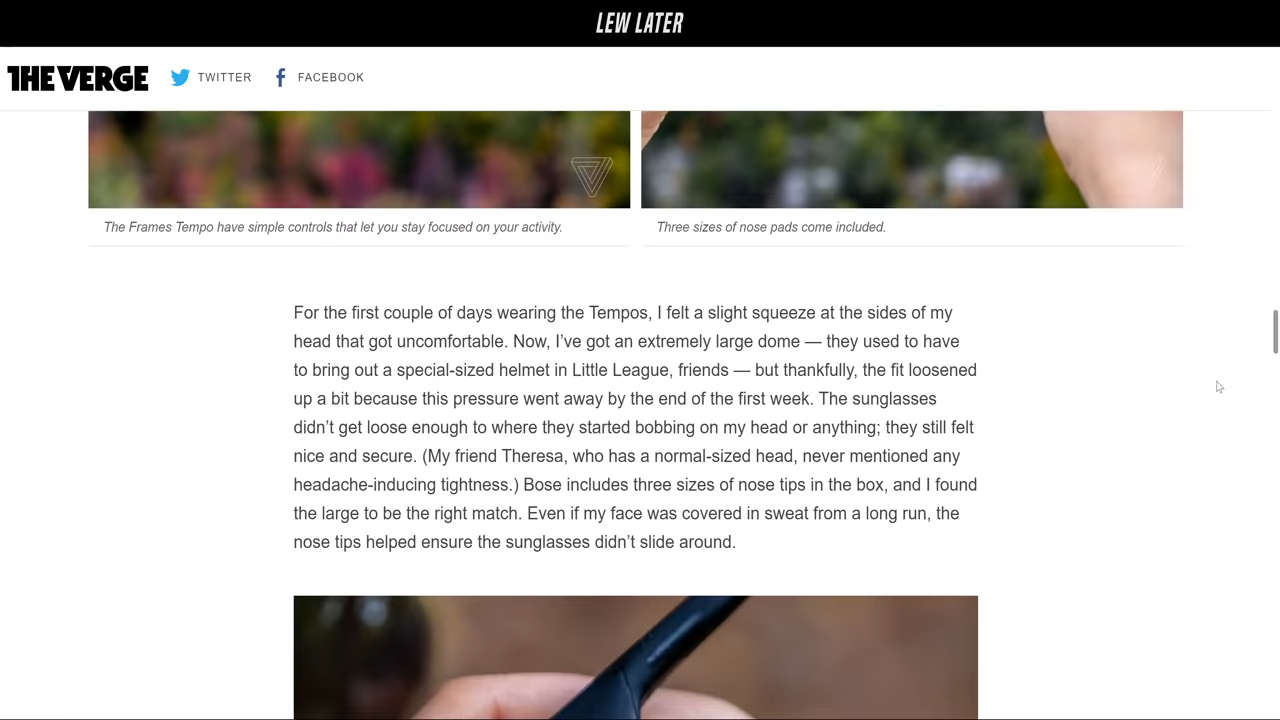 LEW LATER
THE VERGE TWITTER FACEBOOK
The Frames Tempo have simple controls that let you stay focused on your activity.
Three sizes of nose pads come included.
For the first couple of days wearing the Tempos, I felt a slight squeeze at the sides of my
head that got uncomfortable. Now, I’ve got an extremely large dome — they used to have
to bring out a special-sized helmet in Little League, friends — but thankfully, the fit loosened
up a bit because this pressure went away by the end of the first week. The sunglasses
didn’t get loose enough to where they started bobbing on my head or anything; they still felt
nice and secure. (My friend Theresa, who has a normal-sized head, never mentioned any
headache-inducing tightness.) Bose includes three sizes of nose tips in the box, and I found
the large to be the right match. Even if my face was covered in sweat from a long run, the
nose tips helped ensure the sunglasses didn’t slide around.